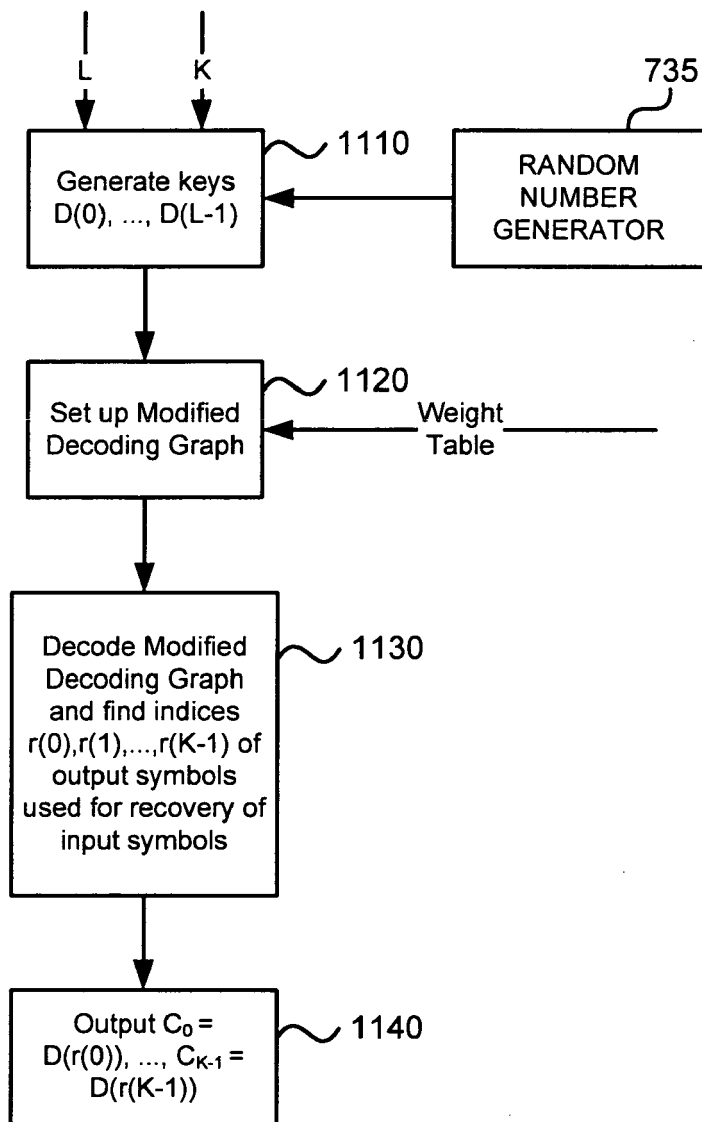 L K
735
1110
Generate keys
D(0), ..., D(L-1)
RANDOM
NUMBER
GENERATOR
1120
Set up Modified
Decoding Graph
Weight
Table
1130
Decode Modified
Decoding Graph
and find indices
r(0),r(1),...,r(K-1) of
output symbols
used for recovery of
input symbols
1140
Output C₀ =
D(r(0)), ..., Cₖ₋₁ =
D(r(K-1))